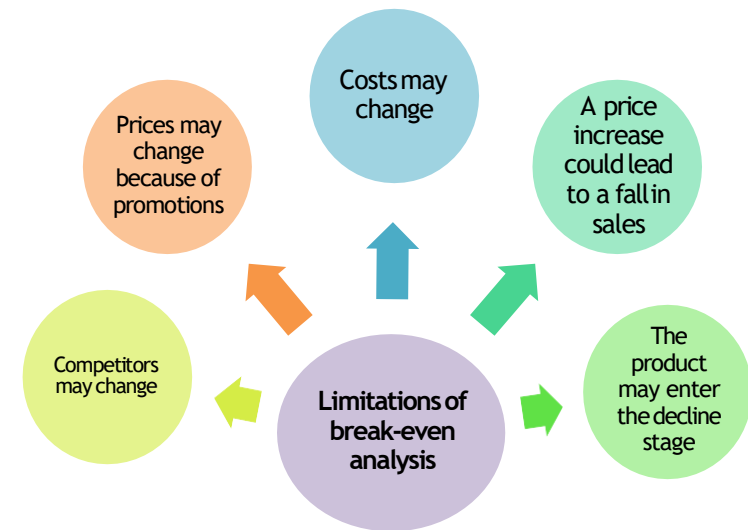 Costs may
change
Prices may
change
because of
promotions
A price
increase
could lead
to a fall in
sales
Competitors
may change
Limitations of
break-even
analysis
The
product
may enter
the decline
stage